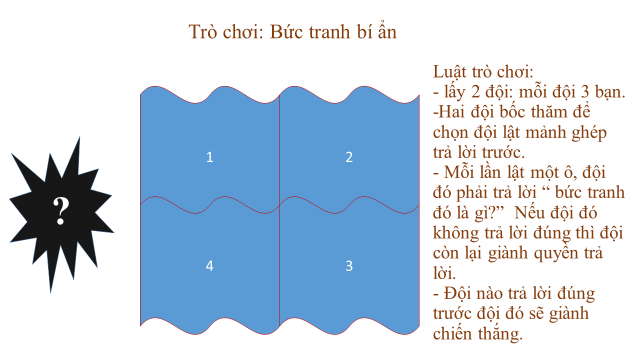 Trò chơi: Bức tranh bí ẩn
?
1
2
4
3
Luật trò chơi:
- lấy 2 đội: mỗi đội 3 bạn.
-Hai đội bốc thăm để
chọn đội lật mảnh ghép
trả lời trước.
- Mỗi lần lật một ô, đội
đó phải trả lời “ bức tranh
đó là gì?”  Nếu đội đó
không trả lời đúng thì đội
còn lại giành quyền trả
lời.
- Đội nào trả lời đúng
trước đội đó sẽ giành
chiến thắng.